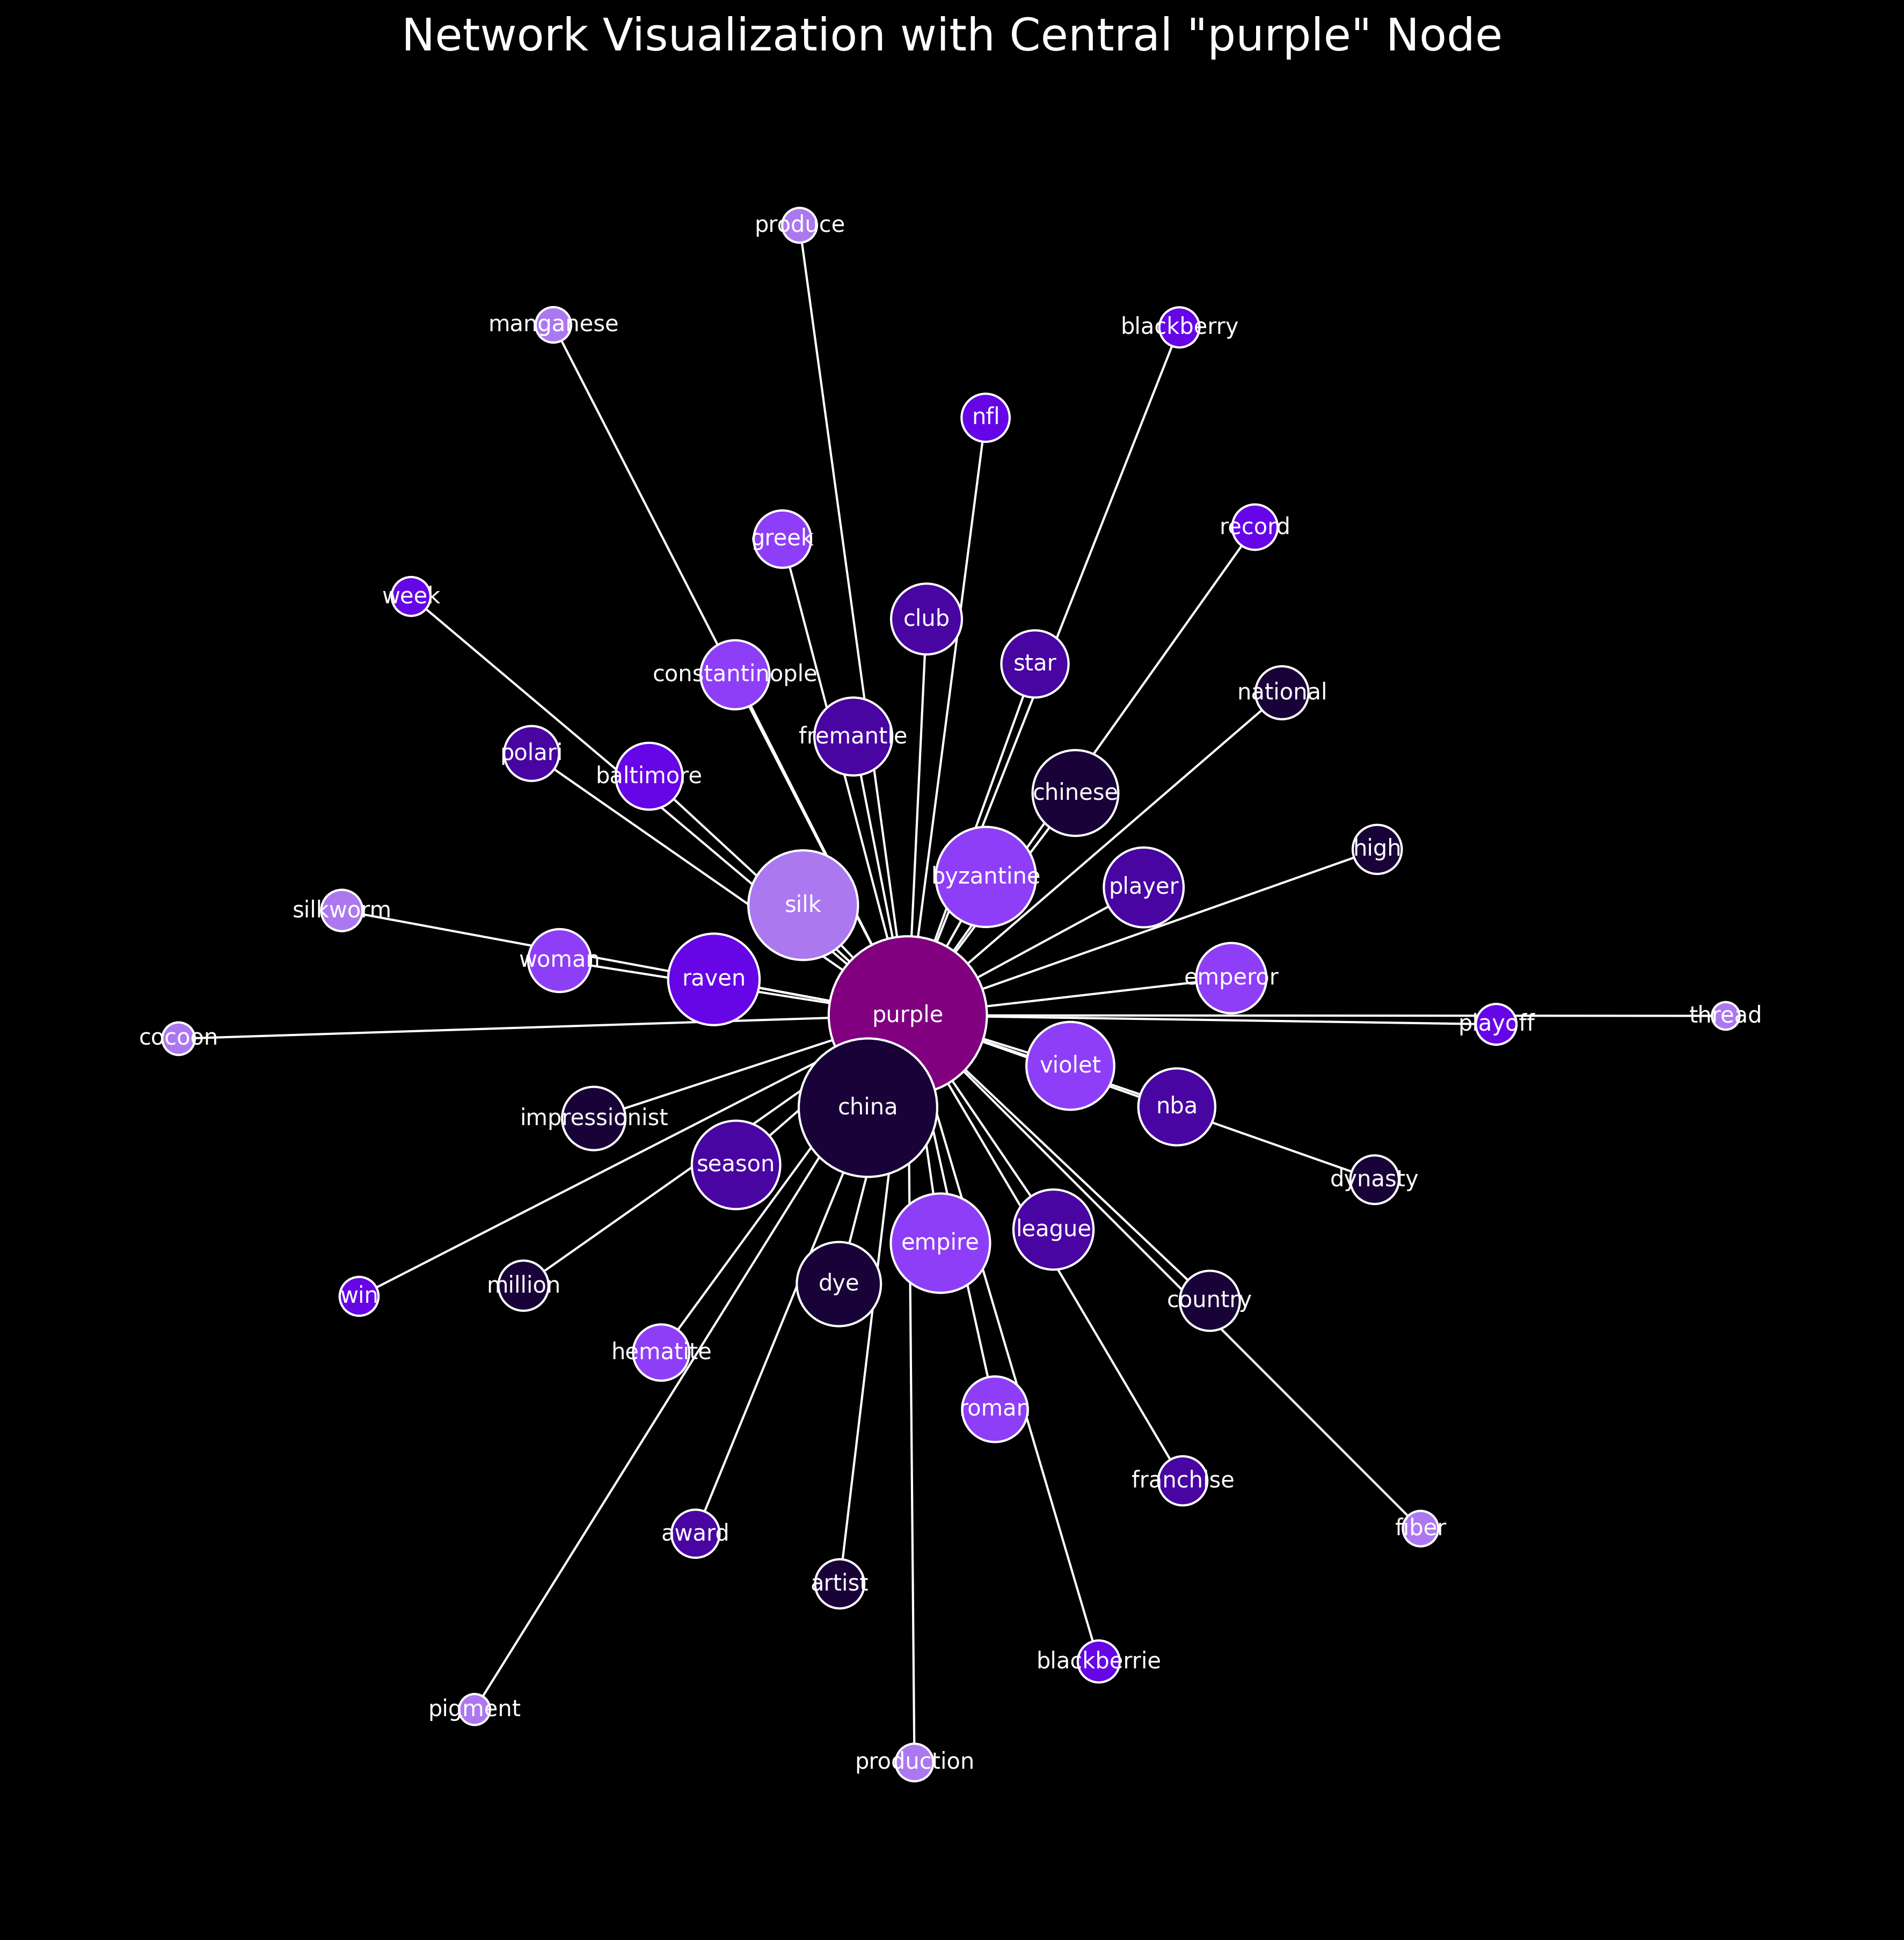 Network Visualization with Central "purple" Node
produce
manganese
blackberry
nfl
record
greek
week
club
star
constantinople
national
fremantle
polari
baltimore
chinese
high
byzantine
player
silk
silkworm
woman
raven
emperor
purple
thread
playoff
cocoon
violet
china
nba
impressionist
season
dynasty
league
empire
dye
million
win
country
hematite
roman
franchise
fiber
award
artist
blackberrie
pigment
production